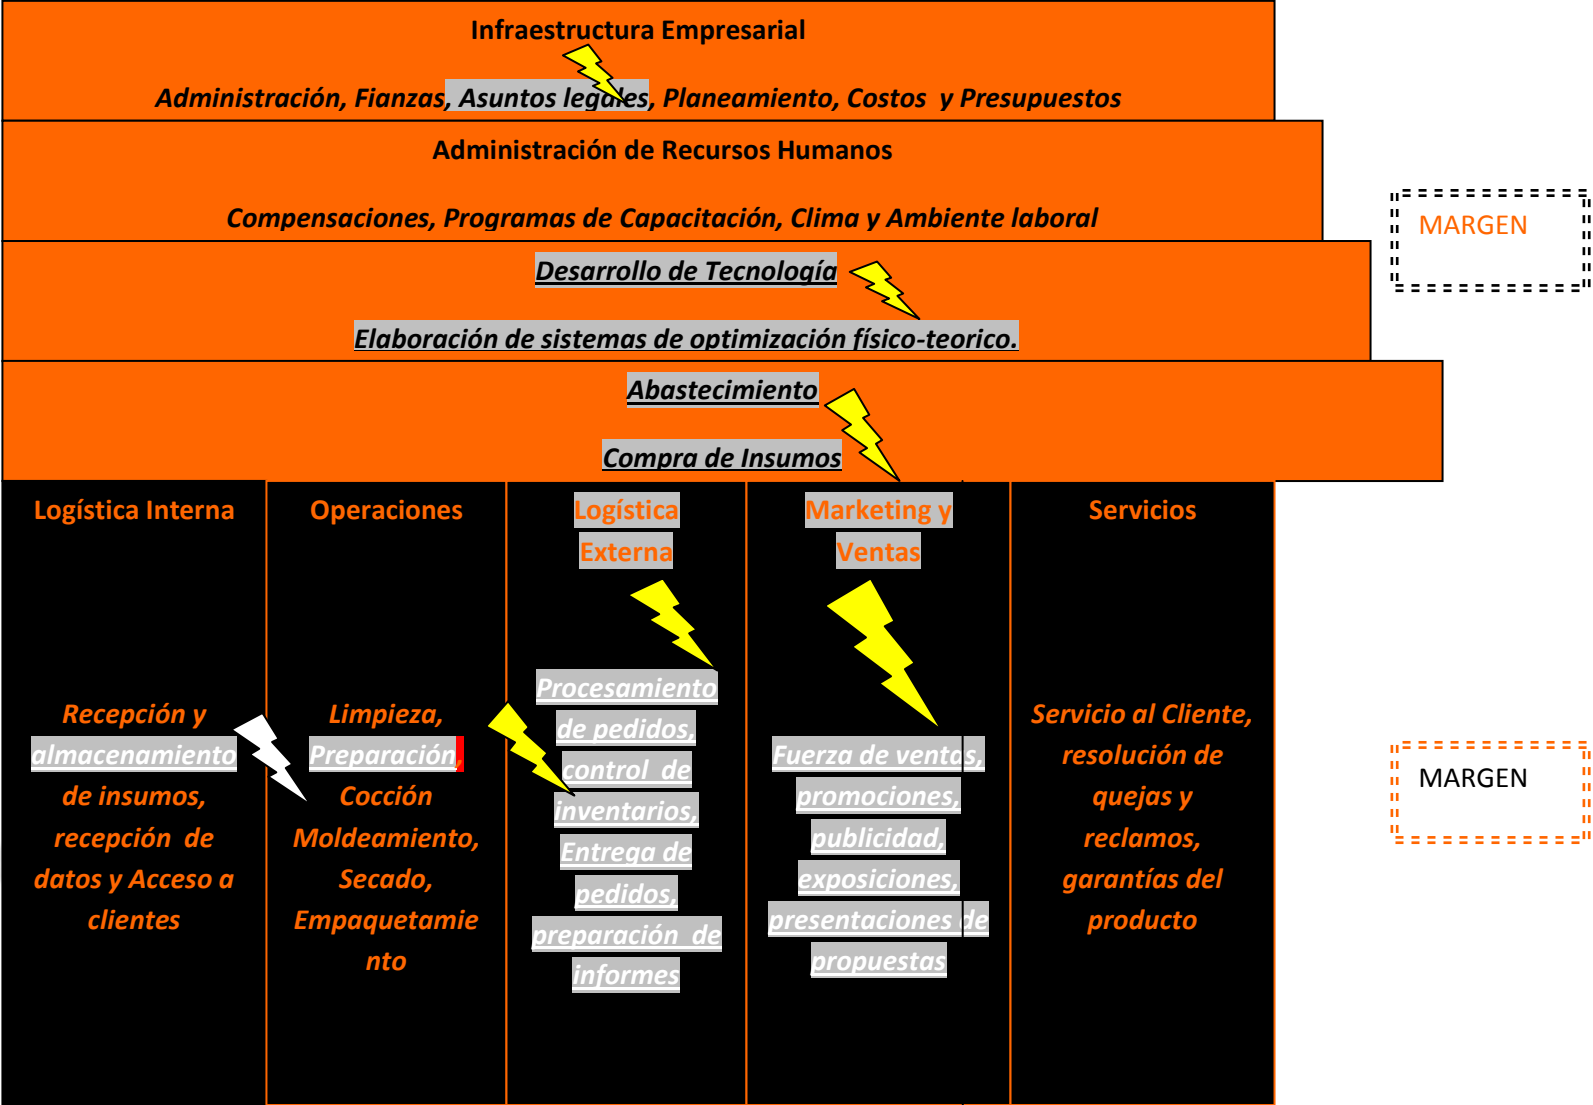 Infraestructura Empresarial
Administración, Fianzas, Asuntos legales, Planeamiento, Costos y Presupuestos
Administración de Recursos Humanos
Compensaciones, Programas de Capacitación, Clima y Ambiente laboral
MARGEN
Desarrollo de Tecnología
Elaboración de sistemas de optimización físico-teorico.
Abastecimiento
Compra de Insumos
Logística Interna
Recepción y
almacenamiento
de insumos,
recepción de
datos y Acceso a
clientes
Operaciones
Limpieza,
Preparación,
Cocción
Moldeamiento,
Secado,
Empaquetamie
nto
Logística
Externa
Procesamiento
de pedidos,
control de
inventarios,
Entrega de
pedidos,
preparación de
informes
Marketing y
Ventas
Fuerza de ventas,
promociones,
publicidad,
exposiciones,
presentaciones de
propuestas
Servicios
Servicio al Cliente,
resolución de
quejas y
reclamos,
garantías del
producto
MARGEN